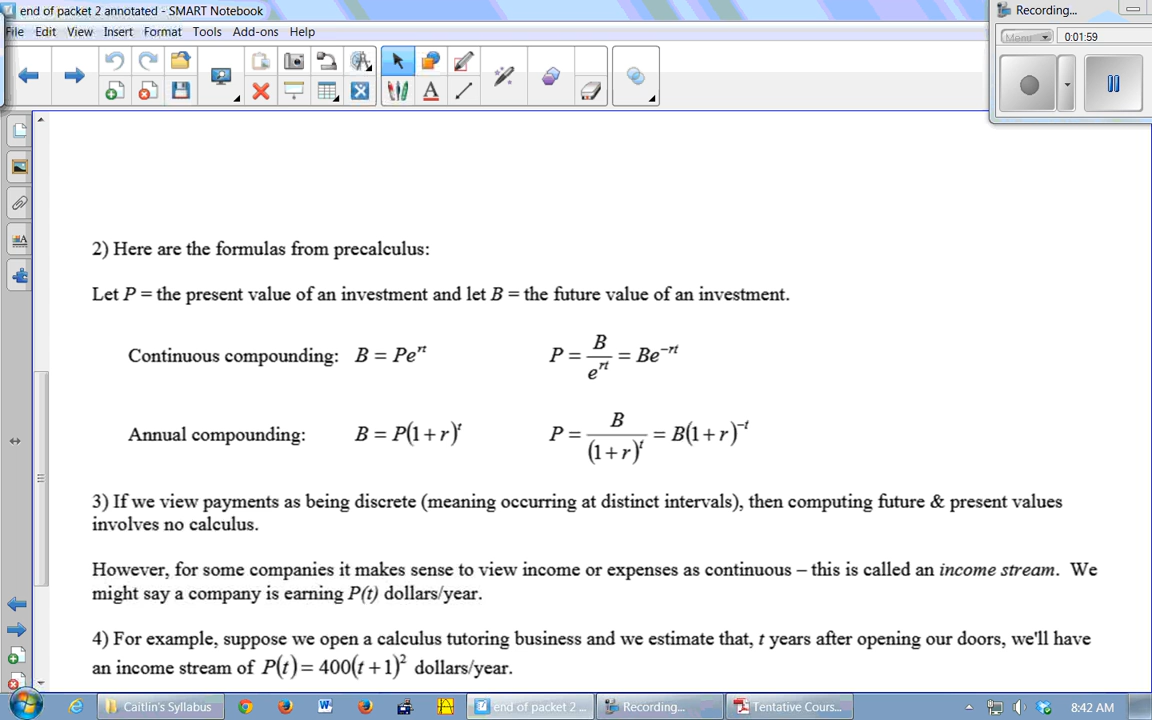 end of packet 2 annotated - SMART Notebook
Recording...
File Edit View Insert Format Tools Add-ons Help
Menu
0:01:59
2) Here are the formulas from precalculus:
Let P = the present value of an investment and let B = the future value of an investment.
Continuous compounding: B = Pe^{rt} P = B/e^{rt} = Be^{-rt}
Annual compounding: B = P(1+r)^t P = B/(1+r)^t = B(1+r)^{-t}
3) If we view payments as being discrete (meaning occurring at distinct intervals), then computing future & present values
involves no calculus.
However, for some companies it makes sense to view income or expenses as continuous – this is called an income stream. We
might say a company is earning P(t) dollars/year.
4) For example, suppose we open a calculus tutoring business and we estimate that, t years after opening our doors, we'll have
an income stream of P(t) = 400(t+1)^2 dollars/year.
Caitlin's Syllabus
end of packet 2 ...
Recording...
Tentative Cours...
8:42 AM